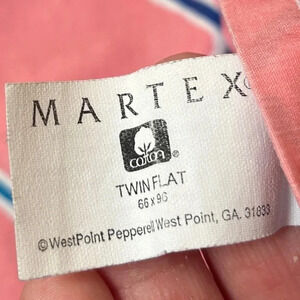 MARTEX®
cotton®
TWIN FLAT
66 x 96
© WestPoint Pepperell West Point, GA. 31833